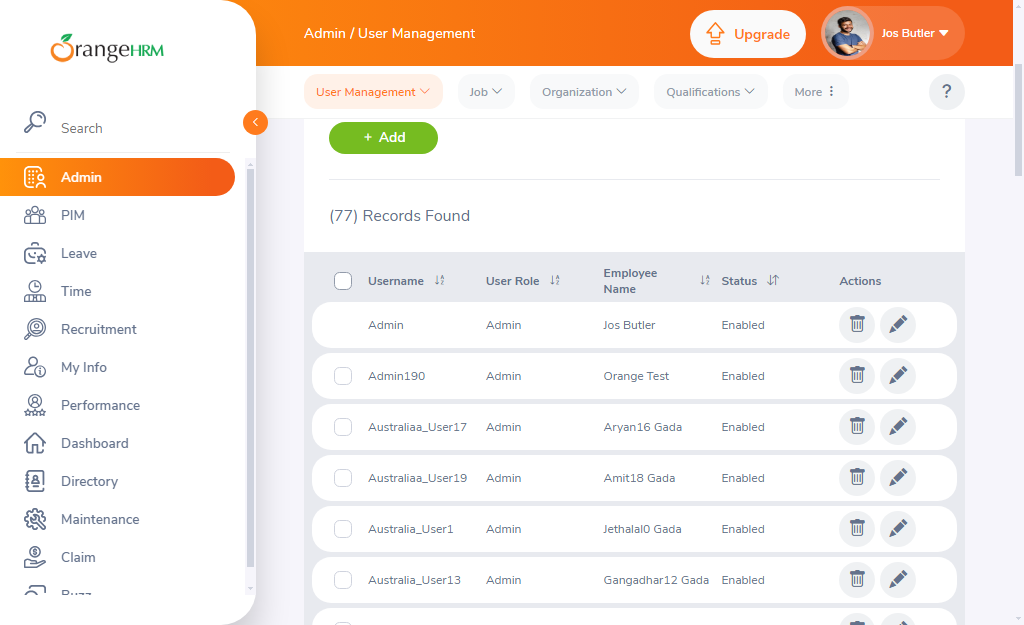 OrangeHRM
Admin / User Management
Upgrade
Jos Butler
User Management
Job
Organization
Qualifications
More
?
Search
Admin
PIM
Leave
Time
Recruitment
My Info
Performance
Dashboard
Directory
Maintenance
Claim
Buzz
+ Add
(77) Records Found
Username User Role Employee Name Status Actions
Admin Admin Jos Butler Enabled
Admin190 Admin Orange Test Enabled
Australiaa_User17 Admin Aryan16 Gada Enabled
Australiaa_User19 Admin Amit18 Gada Enabled
Australia_User1 Admin Jethalal0 Gada Enabled
Australia_User13 Admin Gangadhar12 Gada Enabled